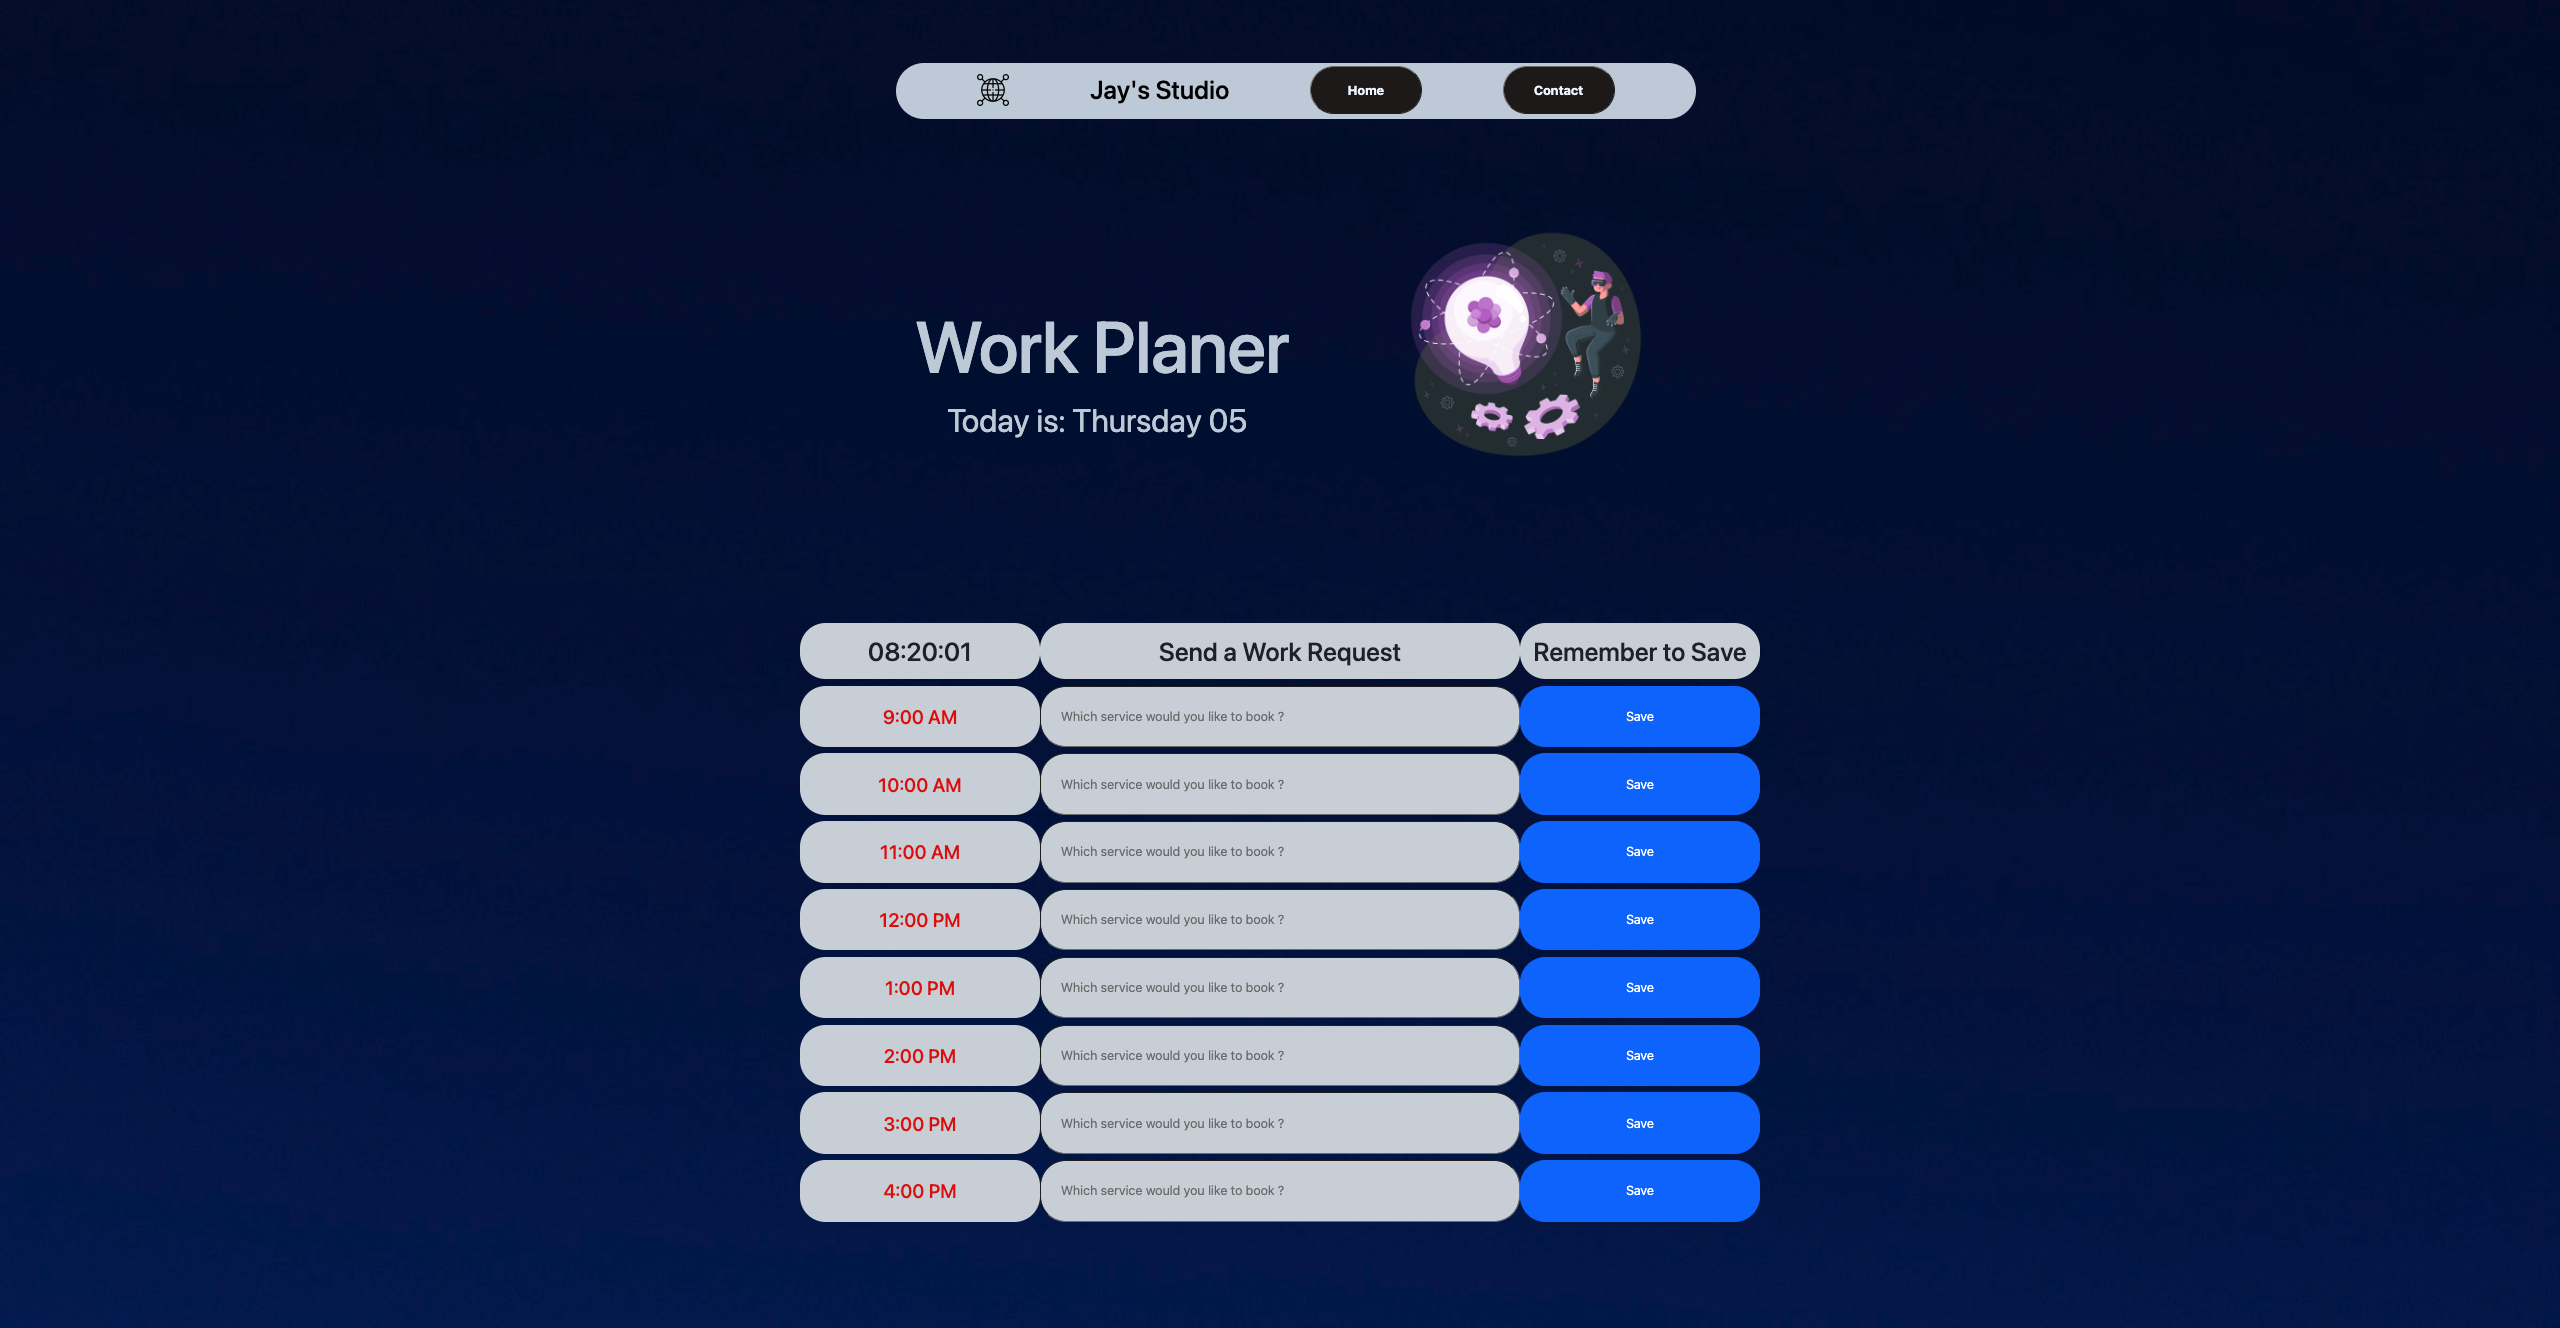 Jay's Studio
Home
Contact
Work Planer
Today is: Thursday 05
08:20:01 Send a Work Request Remember to Save
9:00 AM Which service would you like to book ? Save
10:00 AM Which service would you like to book ? Save
11:00 AM Which service would you like to book ? Save
12:00 PM Which service would you like to book ? Save
1:00 PM Which service would you like to book ? Save
2:00 PM Which service would you like to book ? Save
3:00 PM Which service would you like to book ? Save
4:00 PM Which service would you like to book ? Save